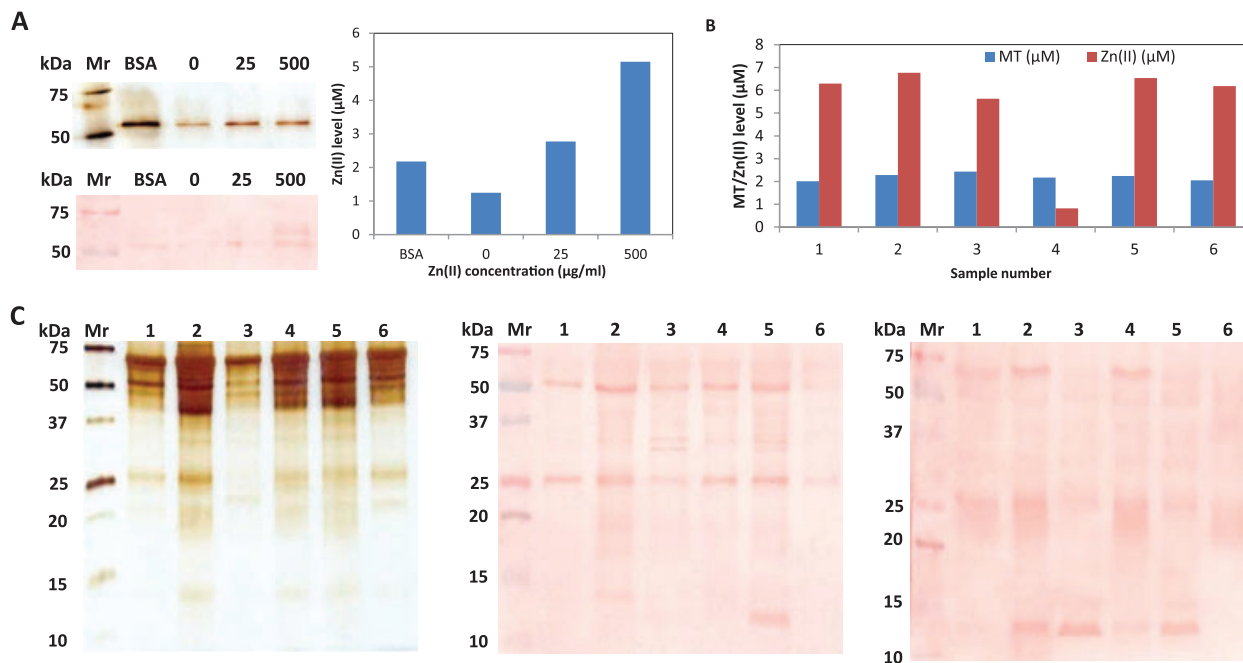 A
kDa Mr BSA 0 25 500
75
50
kDa Mr BSA 0 25 500
75
50
Zn(II) level (µM)
6
5
4
3
2
1
0
BSA 0 25 500
Zn(II) concentration (µg/ml)
B
MT/Zn(II) level (µM)
MT (µM) Zn(II) (µM)
8
7
6
5
4
3
2
1
0
1 2 3 4 5 6
Sample number
C
kDa Mr 1 2 3 4 5 6
75
50
37
25
20
15
10
kDa Mr 1 2 3 4 5 6
75
50
37
25
20
15
10
kDa Mr 1 2 3 4 5 6
75
50
37
25
20
15
10